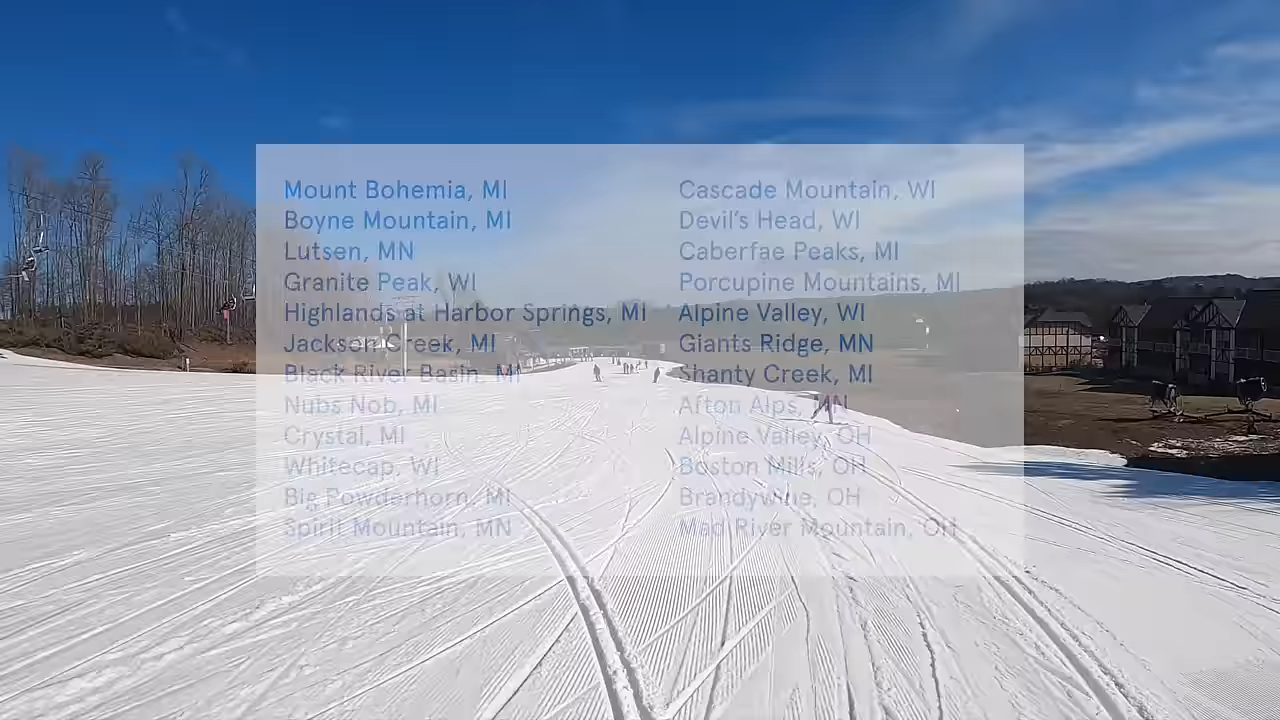 Mount Bohemia, MI
Boyne Mountain, MI
Lutsen, MN
Granite Peak, WI
Highlands at Harbor Springs, MI
Jackson Creek, MI
Black River Basin, MI
Nubs Nob, MI
Crystal, MI
Whitecap, WI
Big Powderhorn, MI
Spirit Mountain, MN
Cascade Mountain, WI
Devil's Head, WI
Caberfae Peaks, MI
Porcupine Mountains, MI
Alpine Valley, WI
Giants Ridge, MN
Shanty Creek, MI
Afton Alps, MN
Alpine Valley, OH
Boston Mills, OH
Brandywine, OH
Mad River Mountain, OH